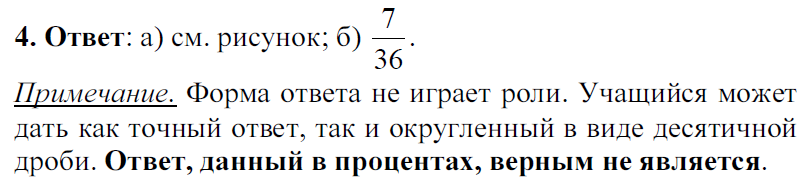 4. Ответ: а) см. рисунок; б) 7/36.
Примечание. Форма ответа не играет роли. Учащийся может
дать как точный ответ, так и округленный в виде десятичной
дроби. Ответ, данный в процентах, верным не является.